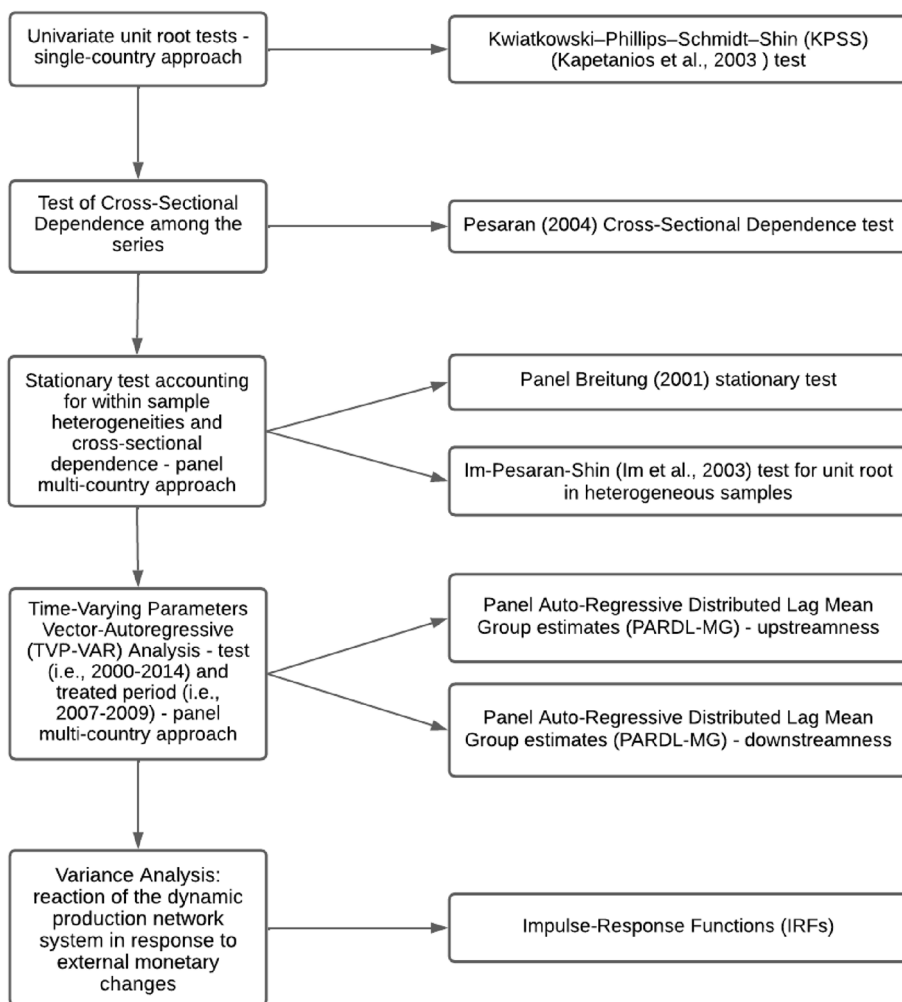 Univariate unit root tests -
single-country approach
Kwiatkowski–Phillips–Schmidt–Shin (KPSS)
(Kapetanios et al., 2003 ) test
Test of Cross-Sectional
Dependence among the
series
Pesaran (2004) Cross-Sectional Dependence test
Stationary test accounting
for within sample
heterogeneities and
cross-sectional
dependence - panel
multi-country approach
Panel Breitung (2001) stationary test
Im-Pesaran-Shin (Im et al., 2003) test for unit root
in heterogeneous samples
Time-Varying Parameters
Vector-Autoregressive
(TVP-VAR) Analysis - test
(i.e., 2000-2014) and
treated period (i.e.,
2007-2009) - panel
multi-country approach
Panel Auto-Regressive Distributed Lag Mean
Group estimates (PARDL-MG) - upstreamness
Panel Auto-Regressive Distributed Lag Mean
Group estimates (PARDL-MG) - downstreamness
Variance Analysis:
reaction of the dynamic
production network
system in response to
external monetary
changes
Impulse-Response Functions (IRFs)